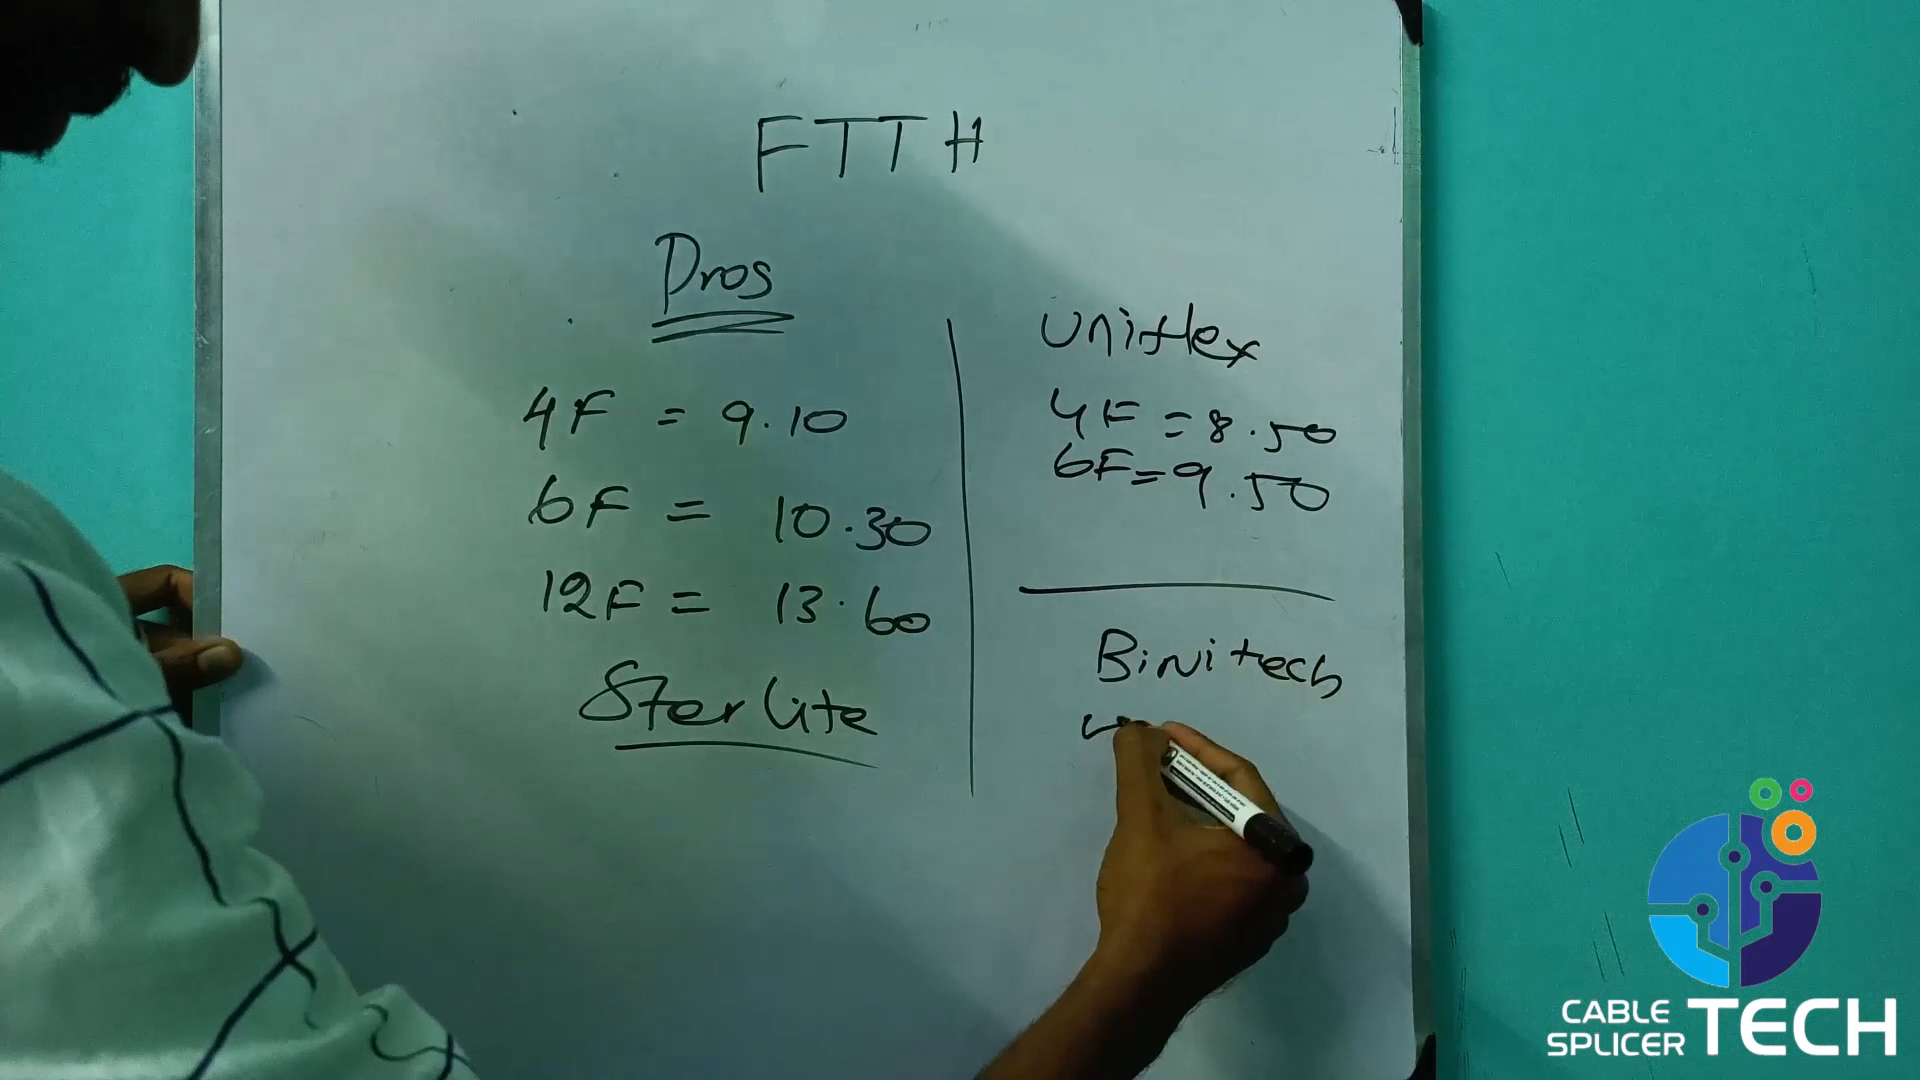 FTTH
Dros
4F = 9.10
6F = 10.30
12F = 13.60
Sterlite
Uniflex
4F = 8.50
6F = 9.50
Binitech
CABLE
SPLICER TECH